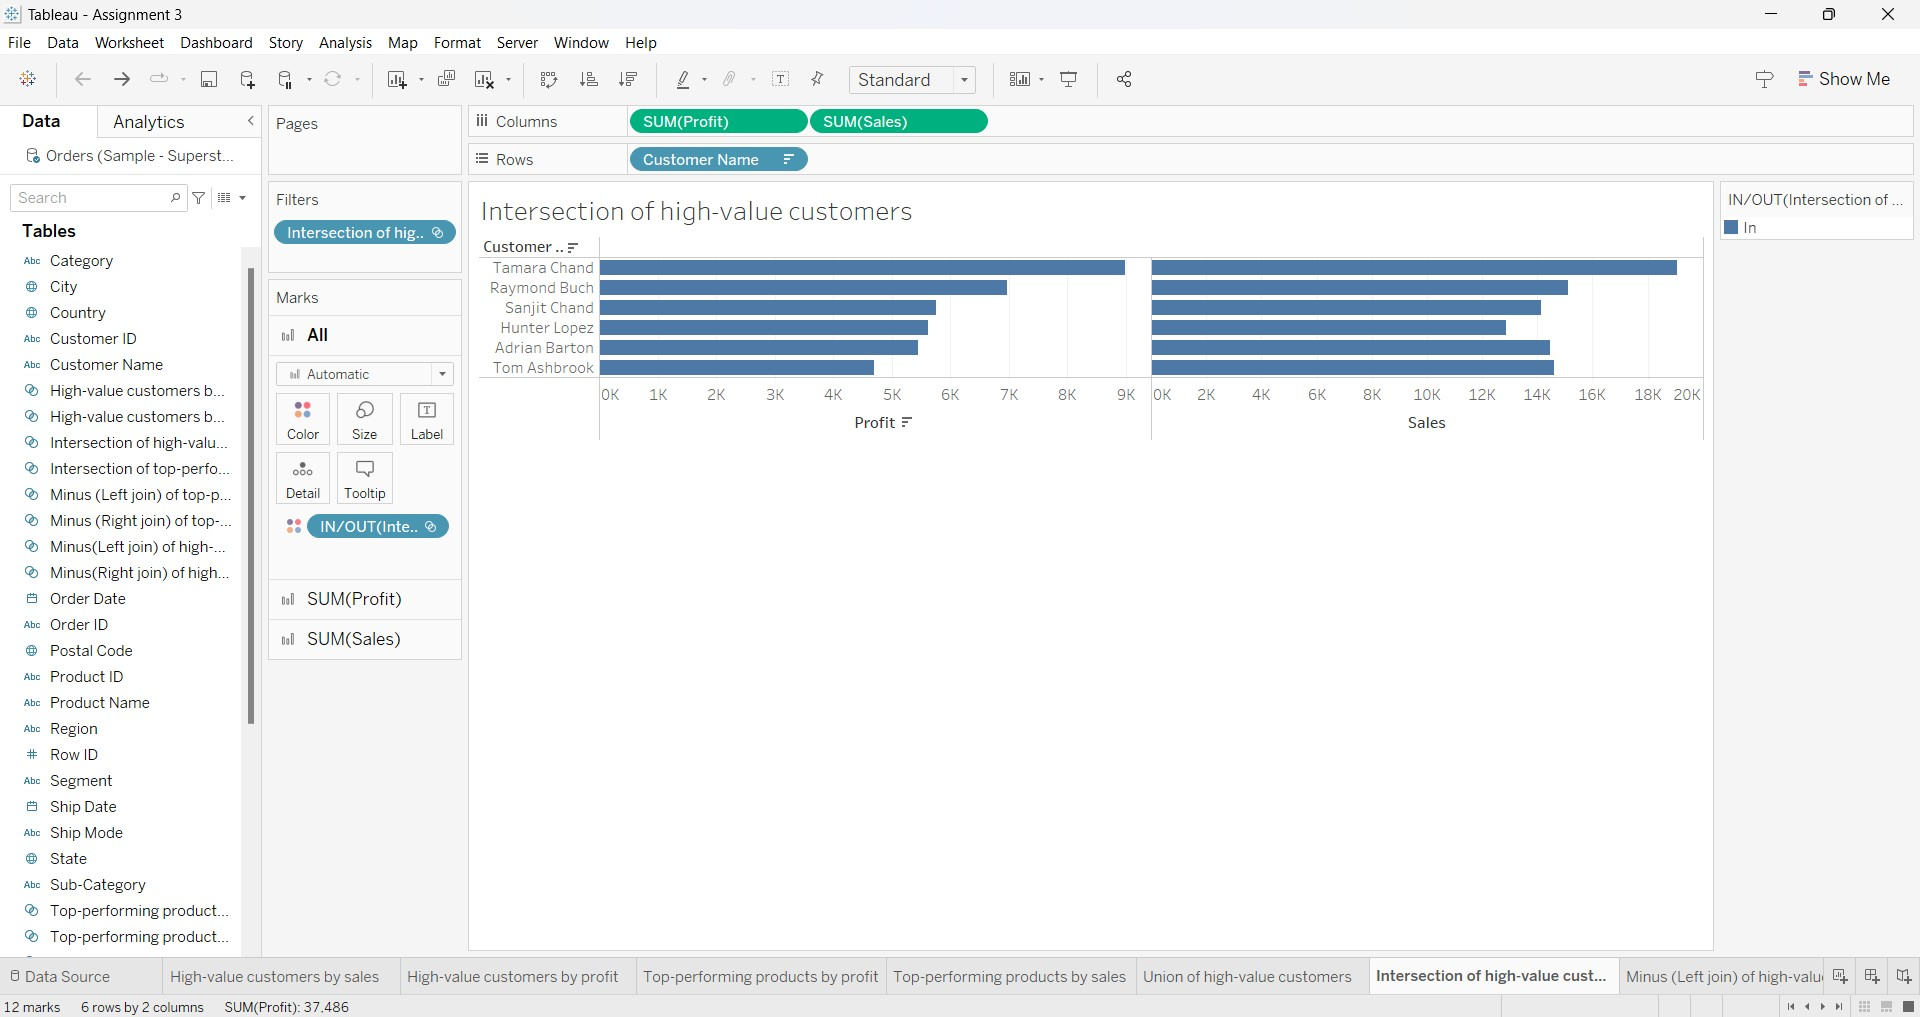 Tableau - Assignment 3
File Data Worksheet Dashboard Story Analysis Map Format Server Window Help
Standard
Show Me
Data Analytics
Orders (Sample - Superst...
Search
Tables
Abc Category
City
Country
Abc Customer ID
Abc Customer Name
High-value customers b...
High-value customers b...
Intersection of high-valu...
Intersection of top-perfo...
Minus (Left join) of top-p...
Minus (Right join) of top-...
Minus(Left join) of high-...
Minus(Right join) of high...
Order Date
Abc Order ID
Postal Code
Abc Product ID
Abc Product Name
Abc Region
# Row ID
Abc Segment
Ship Date
Abc Ship Mode
State
Abc Sub-Category
Top-performing product...
Top-performing product...
Pages
Filters
Intersection of hig..
Marks
All
Automatic
Color Size Label
Detail Tooltip
IN/OUT(Inte..
SUM(Profit)
SUM(Sales)
Columns SUM(Profit) SUM(Sales)
Rows Customer Name
Intersection of high-value customers
Customer ..
Tamara Chand
Raymond Buch
Sanjit Chand
Hunter Lopez
Adrian Barton
Tom Ashbrook
0K 1K 2K 3K 4K 5K 6K 7K 8K 9K 0K 2K 4K 6K 8K 10K 12K 14K 16K 18K 20K
Profit Sales
IN/OUT(Intersection of ...
In
Data Source High-value customers by sales High-value customers by profit Top-performing products by profit Top-performing products by sales Union of high-value customers Intersection of high-value cust... Minus (Left join) of high-valu
12 marks 6 rows by 2 columns SUM(Profit): 37,486